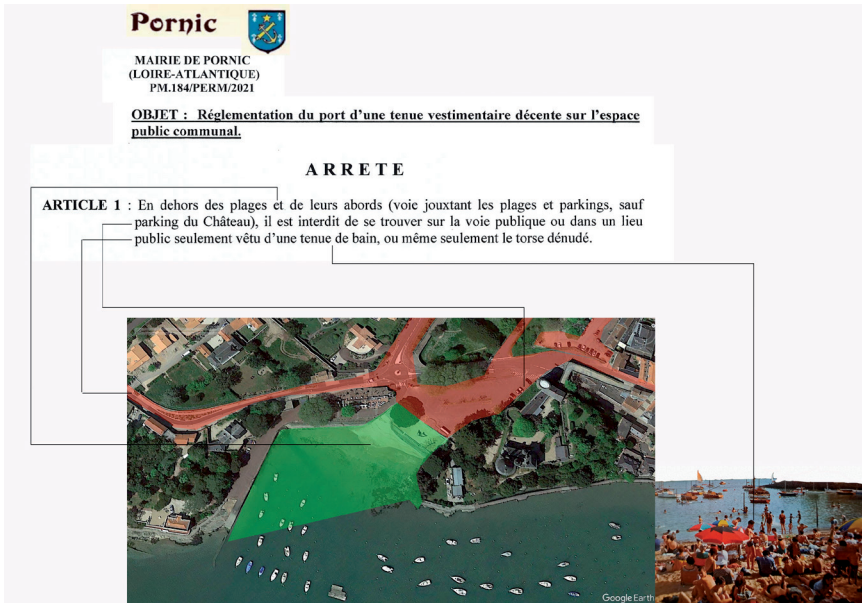 Pornic
MAIRIE DE PORNIC
(LOIRE-ATLANTIQUE)
PM.184/PERM/2021
OBJET : Réglementation du port d'une tenue vestimentaire décente sur l'espace
public communal.
ARRETE
ARTICLE 1 : En dehors des plages et de leurs abords (voie jouxtant les plages et parkings, sauf
parking du Château), il est interdit de se trouver sur la voie publique ou dans un lieu
public seulement vêtu d'une tenue de bain, ou même seulement le torse dénudé.
Google Earth